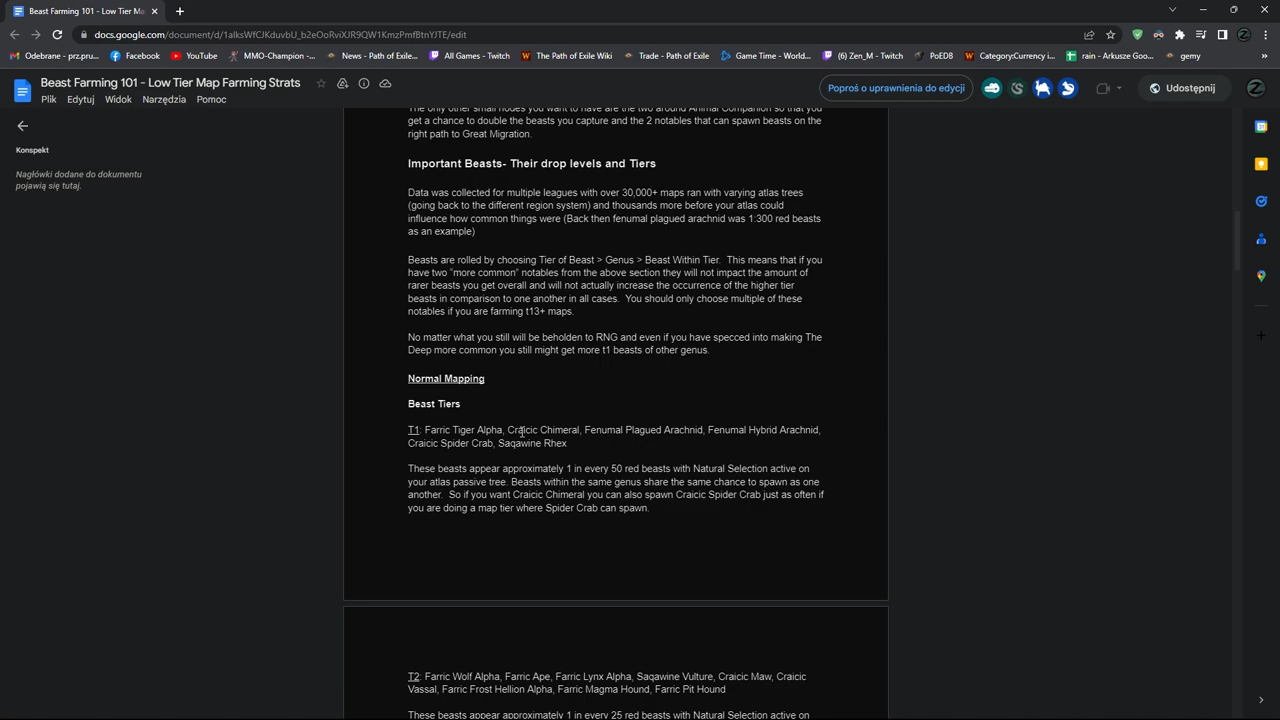 Beast Farming 101 - Low Tier Map
docs.google.com/document/d/1alksWfCJKduvbU_b2eOoRviXJR9QW1KmzPmfBtnYJTE/edit
Odebrane - prz.pru...
Facebook
YouTube
MMO-Champion -...
News - Path of Exile...
All Games - Twitch
The Path of Exile Wiki
Trade - Path of Exile
Game Time - World...
(6) Zen_M - Twitch
PoEDB
Category:Currency i...
rain - Arkusze Goo...
gemy
Beast Farming 101 - Low Tier Map Farming Strats
Plik Edytuj Widok Narzędzia Pomoc
Poproś o uprawnienia do edycji
Udostępnij
Konspekt
Nagłówki dodane do dokumentu
pojawią się tutaj.
The only other small nodes you want to have are the two around Animal Companion so that you
get a chance to double the beasts you capture and the 2 notables that can spawn beasts on the
right path to Great Migration.
Important Beasts- Their drop levels and Tiers
Data was collected for multiple leagues with over 30,000+ maps ran with varying atlas trees
(going back to the different region system) and thousands more before your atlas could
influence how common things were (Back then fenumal plagued arachnid was 1:300 red beasts
as an example)
Beasts are rolled by choosing Tier of Beast > Genus > Beast Within Tier. This means that if you
have two "more common" notables from the above section they will not impact the amount of
rarer beasts you get overall and will not actually increase the occurrence of the higher tier
beasts in comparison to one another in all cases. You should only choose multiple of these
notables if you are farming t13+ maps.
No matter what you still will be beholden to RNG and even if you have specced into making The
Deep more common you still might get more t1 beasts of other genus.
Normal Mapping
Beast Tiers
T1: Farric Tiger Alpha, Craicic Chimeral, Fenumal Plagued Arachnid, Fenumal Hybrid Arachnid,
Craicic Spider Crab, Saqawine Rhex
These beasts appear approximately 1 in every 50 red beasts with Natural Selection active on
your atlas passive tree. Beasts within the same genus share the same chance to spawn as one
another. So if you want Craicic Chimeral you can also spawn Craicic Spider Crab just as often if
you are doing a map tier where Spider Crab can spawn.
T2: Farric Wolf Alpha, Farric Ape, Farric Lynx Alpha, Saqawine Vulture, Craicic Maw, Craicic
Vassal, Farric Frost Hellion Alpha, Farric Magma Hound, Farric Pit Hound
These beasts appear approximately 1 in every 25 red beasts with Natural Selection active on